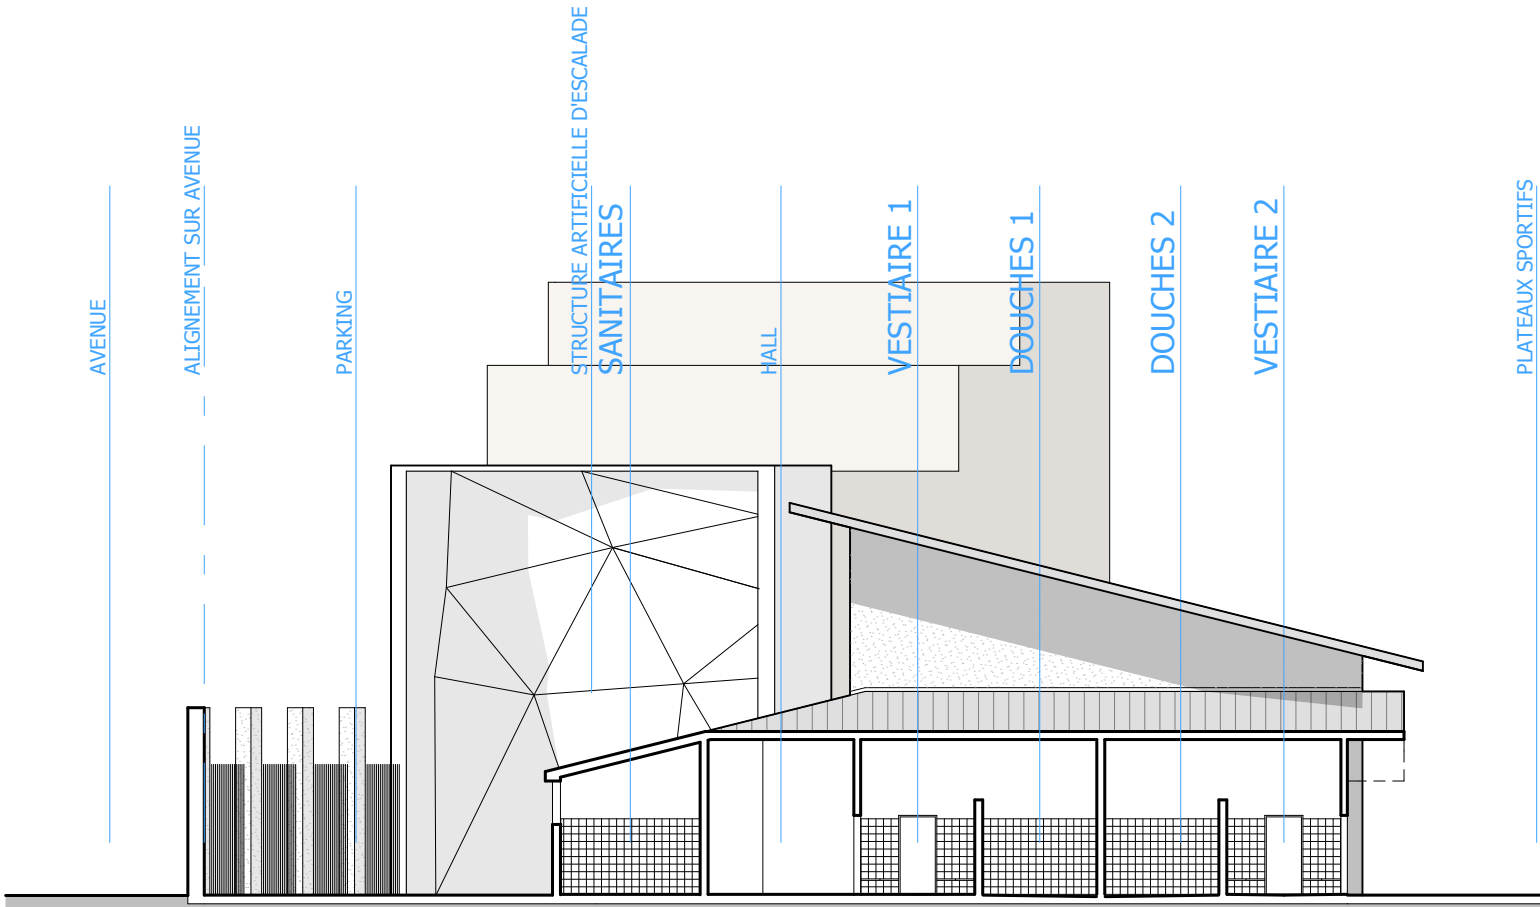 AVENUE
ALIGNEMENT SUR AVENUE
PARKING
STRUCTURE ARTIFICIELLE D'ESCALADE
SANITAIRES
HALL
VESTIAIRE 1
DOUCHES 1
DOUCHES 2
VESTIAIRE 2
PLATEAUX SPORTIFS